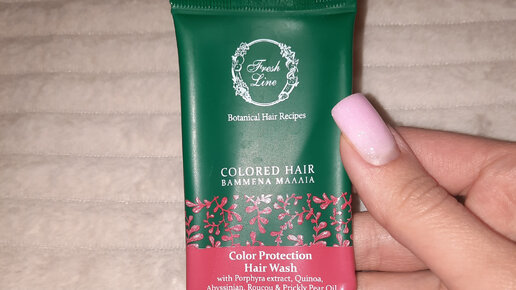 Fresh
Line
Botanical Hair Recipes
COLORED HAIR
ΒΑΜΜΕΝΑ ΜΑΛΛΙΑ
Color Protection
Hair Wash
with Porphyra extract, Quinoa,
Abyssinian, Roucou & Prickly Pear Oil